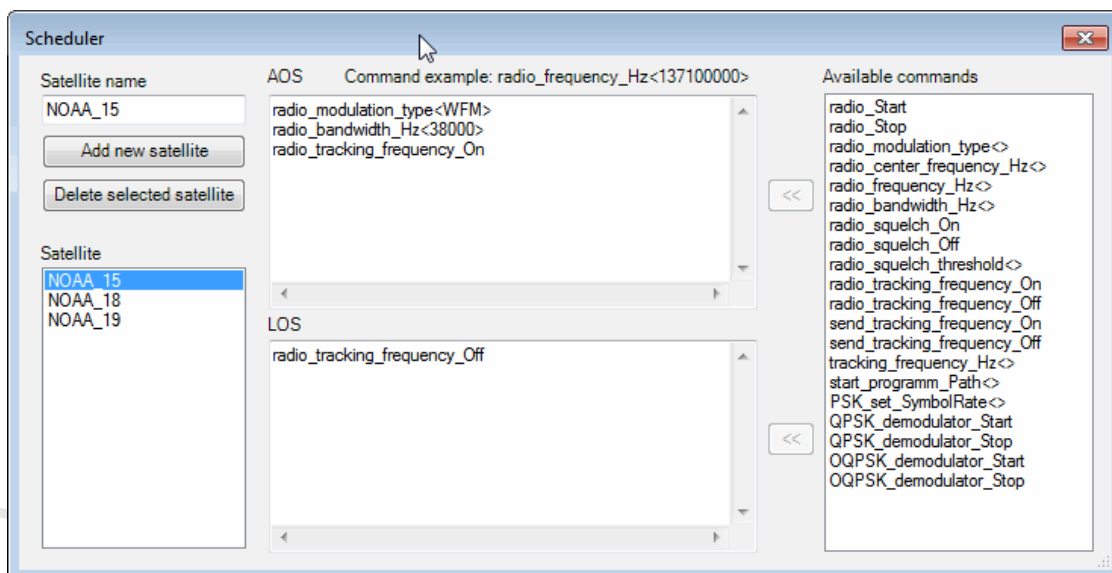 Scheduler
Satellite name
NOAA_15
Add new satellite
Delete selected satellite
Satellite
NOAA_15
NOAA_18
NOAA_19
AOS Command example: radio_frequency_Hz<137100000>
radio_modulation_type<WFM>
radio_bandwidth_Hz<38000>
radio_tracking_frequency_On
LOS
radio_tracking_frequency_Off
<<
<<
Available commands
radio_Start
radio_Stop
radio_modulation_type<>
radio_center_frequency_Hz<>
radio_frequency_Hz<>
radio_bandwidth_Hz<>
radio_squelch_On
radio_squelch_Off
radio_squelch_threshold<>
radio_tracking_frequency_On
radio_tracking_frequency_Off
send_tracking_frequency_On
send_tracking_frequency_Off
tracking_frequency_Hz<>
start_programm_Path<>
PSK_set_SymbolRate<>
QPSK_demodulator_Start
QPSK_demodulator_Stop
OQPSK_demodulator_Start
OQPSK_demodulator_Stop